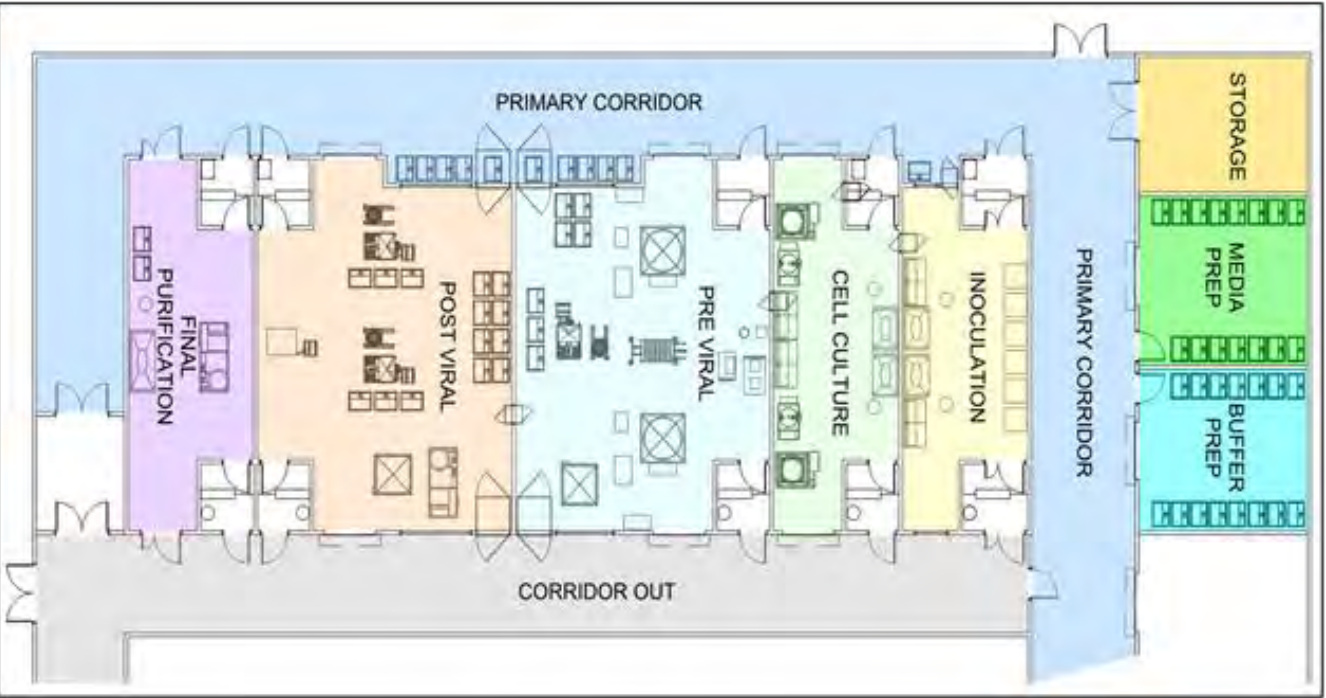 PRIMARY CORRIDOR
STORAGE
MEDIA
PREP
BUFFER
PREP
PRIMARY CORRIDOR
INOCULATION
CELL CULTURE
PRE VIRAL
POST VIRAL
FINAL
PURIFICATION
CORRIDOR OUT